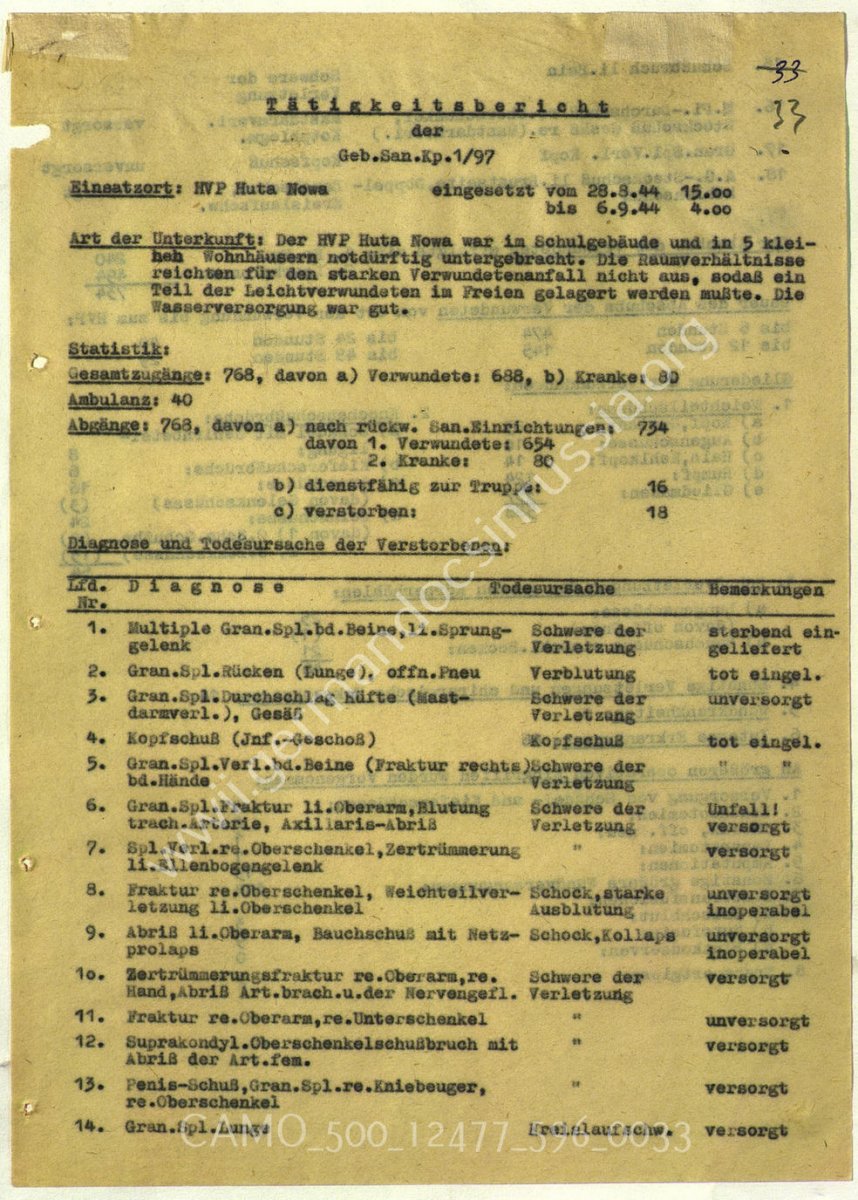 33
33
Tätigkeitsbericht
der
Geb.San.Kp.1/97
Einsatzort: HVP Huta Nowa eingesetzt vom 28.8.44 15.oo
bis 6.9.44 4.oo
Art der Unterkunft: Der HVP Huta Nowa war im Schulgebäude und in 5 klei-
neh Wohnhäusern notdürftig untergebracht. Die Raumverhältnisse
reichten für den starken Verwundetenanfall nicht aus, sodaß ein
Teil der Leichtverwundeten im Freien gelagert werden mußte. Die
Wasserversorgung war gut.
Statistik:
Gesamtzugänge: 768, davon a) Verwundete: 688, b) Kranke: 80
Ambulanz: 40
Abgänge: 768, davon a) nach rückw. San.Einrichtungen: 734
davon 1. Verwundete: 654
2. Kranke: 80
b) dienstfähig zur Truppe: 16
c) verstorben: 18
Diagnose und Todesursache der Verstorbenen:
Lfd. Diagnose Todesursache Bemerkungen
Nr.
1. Multiple Gran.Spl.bd.Beine,li.Sprung- Schwere der sterbend ein-
gelenk Verletzung geliefert
2. Gran.Spl.Rücken (Lunge). offn.Pneu Verblutung tot eingel.
3. Gran.Spl.Durchschlag Hüfte (Mast- Schwere der unversorgt
darmverl.), Gesäß Verletzung
4. Kopfschuß (Jnf.-Geschoß) Kopfschuß tot eingel.
5. Gran.Spl.Verl.bd.Beine (Fraktur rechts) Schwere der " "
bd.Hände Verletzung
6. Gran.Spl.Fraktur li.Oberarm,Blutung Schwere der Unfall!
trach.Arterie, Axillaris-Abriß Verletzung versorgt
7. Spl.Verl.re.Oberschenkel,Zertrümmerung " versorgt
li.Ellenbogengelenk
8. Fraktur re.Oberschenkel, Weichteilver- Schock,starke unversorgt
letzung li.Oberschenkel Ausblutung inoperabel
9. Abriß li.Oberarm, Bauchschuß mit Netz- Schock,Kollaps unversorgt
prolaps inoperabel
1o. Zertrümmerungsfraktur re.Oberarm,re. Schwere der versorgt
Hand,Abriß Art.brach.u.der Nervengefl. Verletzung
11. Fraktur re.Oberarm,re.Unterschenkel " unversorgt
12. Suprakondyl.Oberschenkelschußbruch mit " versorgt
Abriß der Art.fem.
13. Penis-Schuß,Gran.Spl.re.Kniebeuger, " versorgt
re.Oberschenkel
14. Gran.Spl.Lunge Kreislaufschw. versorgt
www.germandocsinrussia.org
CAMO_500_12477_596_0033